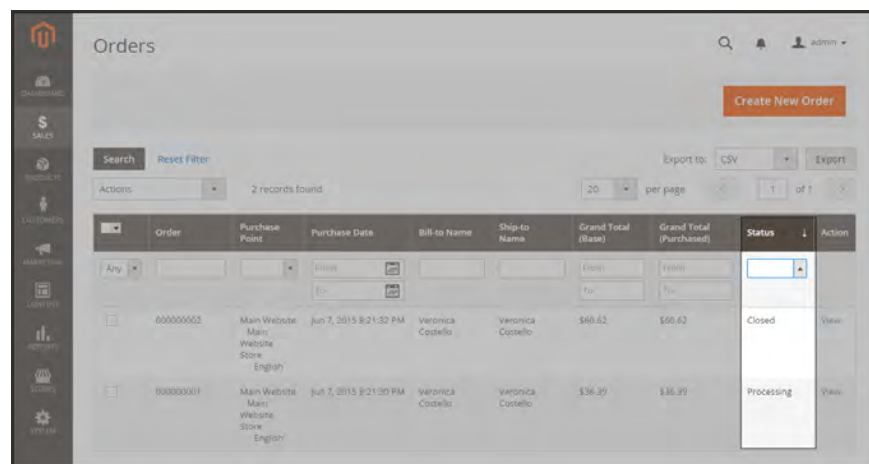 Orders
admin
Create New Order
DASHBOARD
SALES
PRODUCTS
CUSTOMERS
MARKETING
CONTENT
REPORTS
STORES
SYSTEM
Search Reset Filter Export to: CSV Export
Actions 2 records found 20 per page 1 of 1
Order Purchase Point Purchase Date Bill-to Name Ship-to Name Grand Total (Base) Grand Total (Purchased) Status ↓ Action
Any From From From
To To To
000000002 Main Website Main Website Store English Jun 7, 2015 8:21:32 PM Veronica Costello Veronica Costello $60.62 $60.62 Closed View
000000001 Main Website Main Website Store English Jun 7, 2015 8:21:30 PM Veronica Costello Veronica Costello $36.39 $36.39 Processing View